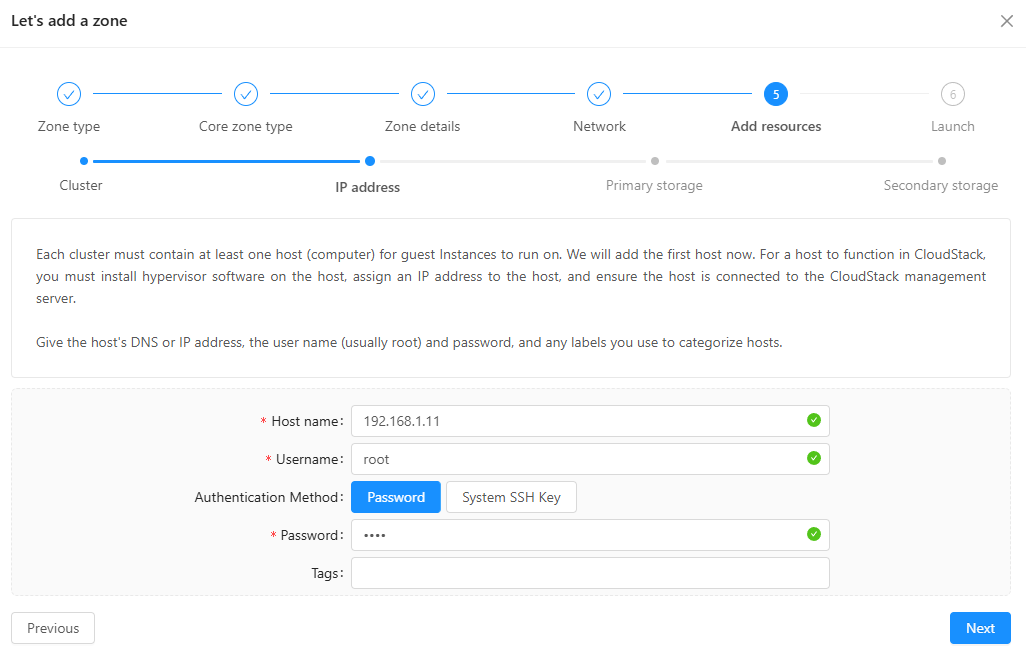 Let's add a zone
5
6
Zone type
Core zone type
Zone details
Network
Add resources
Launch
Cluster
IP address
Primary storage
Secondary storage
Each cluster must contain at least one host (computer) for guest Instances to run on. We will add the first host now. For a host to function in CloudStack,
you must install hypervisor software on the host, assign an IP address to the host, and ensure the host is connected to the CloudStack management
server.
Give the host's DNS or IP address, the user name (usually root) and password, and any labels you use to categorize hosts.
* Host name: 192.168.1.11
* Username: root
Authentication Method: Password System SSH Key
* Password: ••••
Tags:
Previous
Next